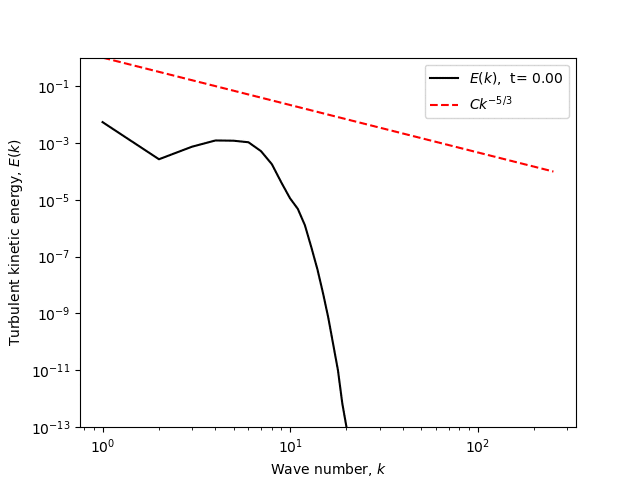 E(k),  t= 0.00
Ck^{-5/3}
10^{-1}
10^{-3}
10^{-5}
10^{-7}
10^{-9}
10^{-11}
10^{-13}
Turbulent kinetic energy, E(k)
10^0 10^1 10^2
Wave number, k